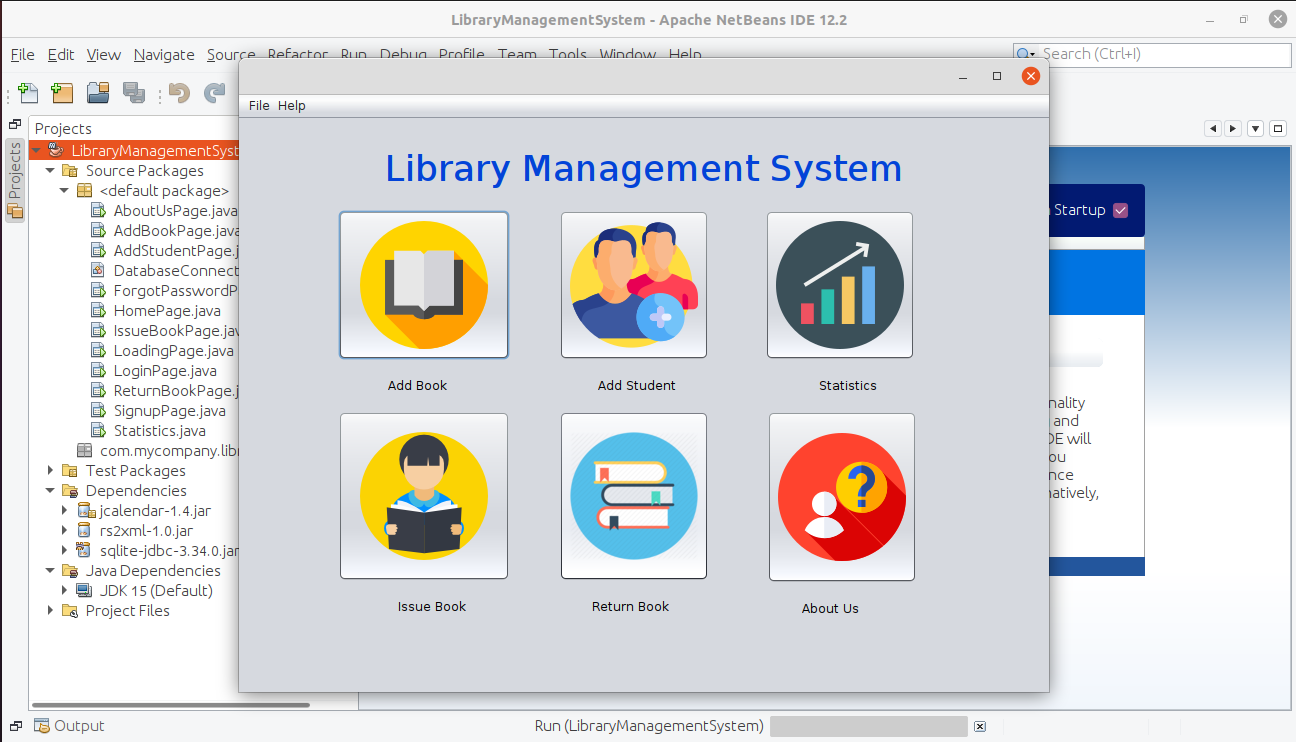 LibraryManagementSystem - Apache NetBeans IDE 12.2
File Edit View Navigate Source Refactor Run Debug Profile Team Tools Window Help
Search (Ctrl+I)
File Help
Projects
Projects
LibraryManagementSyst
Source Packages
<default package>
AboutUsPage.java
AddBookPage.java
AddStudentPage.j
DatabaseConnect
ForgotPasswordP
HomePage.java
IssueBookPage.jav
LoadingPage.java
LoginPage.java
ReturnBookPage.j
SignupPage.java
Statistics.java
com.mycompany.libr
Test Packages
Dependencies
jcalendar-1.4.jar
rs2xml-1.0.jar
sqlite-jdbc-3.34.0.jar
Java Dependencies
JDK 15 (Default)
Project Files
Library Management System
Add Book
Add Student
Statistics
Issue Book
Return Book
About Us
Startup
nality
and
DE will
ou
nce
natively,
Output
Run (LibraryManagementSystem)